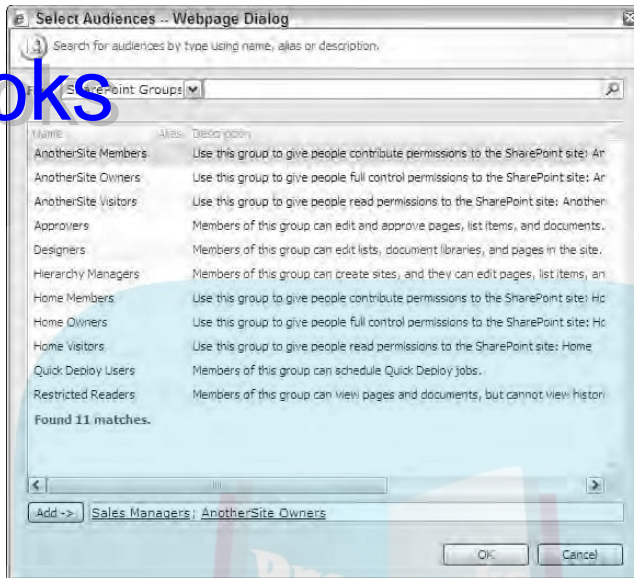 Select Audiences -- Webpage Dialog
Search for audiences by type using name, alias or description.
oks
SharePoint Groups
Name Alias Description
AnotherSite Members Use this group to give people contribute permissions to the SharePoint site: Ar
AnotherSite Owners Use this group to give people full control permissions to the SharePoint site: Ar
AnotherSite Visitors Use this group to give people read permissions to the SharePoint site: Another
Approvers Members of this group can edit and approve pages, list items, and documents.
Designers Members of this group can edit lists, document libraries, and pages in the site.
Hierarchy Managers Members of this group can create sites, and they can edit pages, list items, an
Home Members Use this group to give people contribute permissions to the SharePoint site: Hc
Home Owners Use this group to give people full control permissions to the SharePoint site: Hc
Home Visitors Use this group to give people read permissions to the SharePoint site: Home
Quick Deploy Users Members of this group can schedule Quick Deploy jobs.
Restricted Readers Members of this group can view pages and documents, but cannot view histori
Found 11 matches.
Add -> Sales Managers; AnotherSite Owners
OK Cancel